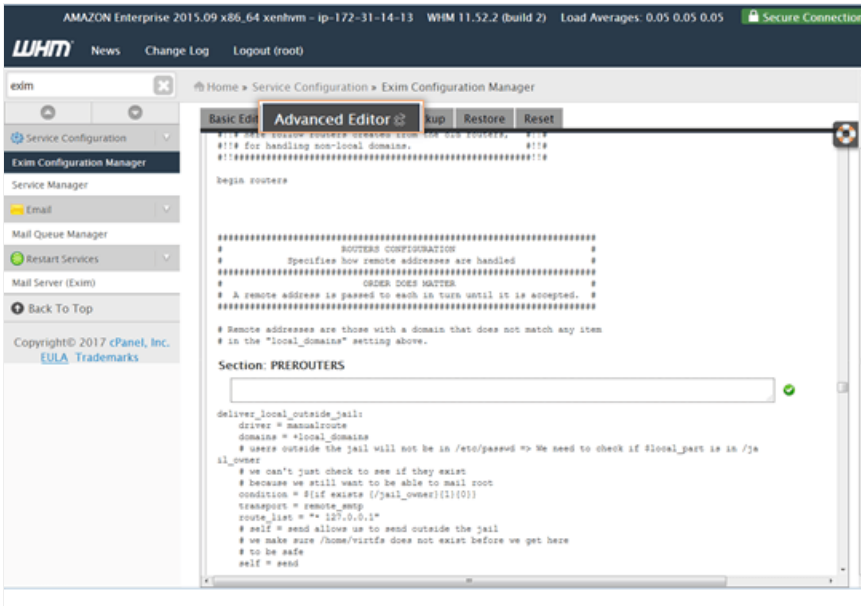 AMAZON Enterprise 2015.09 x86_64 xenhvm – ip-172-31-14-13 WHM 11.52.2 (build 2) Load Averages: 0.05 0.05 0.05 Secure Connection
WHM News Change Log Logout (root)
exim
Home » Service Configuration » Exim Configuration Manager
Service Configuration
Exim Configuration Manager
Service Manager
Email
Mail Queue Manager
Restart Services
Mail Server (Exim)
Back To Top
Copyright© 2017 cPanel, Inc.
EULA Trademarks
Basic Edit Advanced Editor kup Restore Reset
#!!# here follow routers created from the old routers, #!!#
#!!# for handling non-local domains. #!!#
#!!#######################################################!!#
begin routers
######################################################################
# ROUTERS CONFIGURATION #
# Specifies how remote addresses are handled #
######################################################################
# ORDER DOES MATTER #
# A remote address is passed to each in turn until it is accepted. #
######################################################################
# Remote addresses are those with a domain that does not match any item
# in the "local_domains" setting above.
Section: PREROUTERS
deliver_local_outside_jail:
driver = manualroute
domains = +local_domains
# users outside the jail will not be in /etc/passwd => We need to check if $local_part is in /ja
il_owner
# we can't just check to see if they exist
# because we still want to be able to mail root
condition = ${if exists {/jail_owner}{1}{0}}
transport = remote_smtp
route_list = "* 127.0.0.1"
# self = send allows us to send outside the jail
# we make sure /home/virtfs does not exist before we get here
# to be safe
self = send